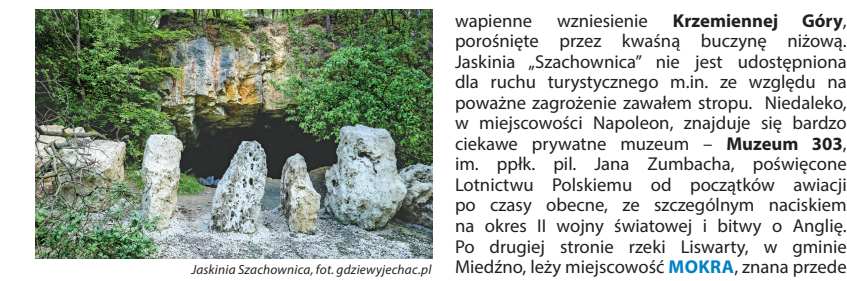 wapienne wzniesienie Krzemiennej Góry,
porośnięte przez kwaśną buczynę niżową.
Jaskinia „Szachownica” nie jest udostępniona
dla ruchu turystycznego m.in. ze względu na
poważne zagrożenie zawałem stropu. Niedaleko,
w miejscowości Napoleon, znajduje się bardzo
ciekawe prywatne muzeum – Muzeum 303,
im. ppłk. pil. Jana Zumbacha, poświęcone
Lotnictwu Polskiemu od początków awiacji
po czasy obecne, ze szczególnym naciskiem
na okres II wojny światowej i bitwy o Anglię.
Po drugiej stronie rzeki Liswarty, w gminie
Miedźno, leży miejscowość MOKRA, znana przede
Jaskinia Szachownica, fot. gdziewyjechac.pl